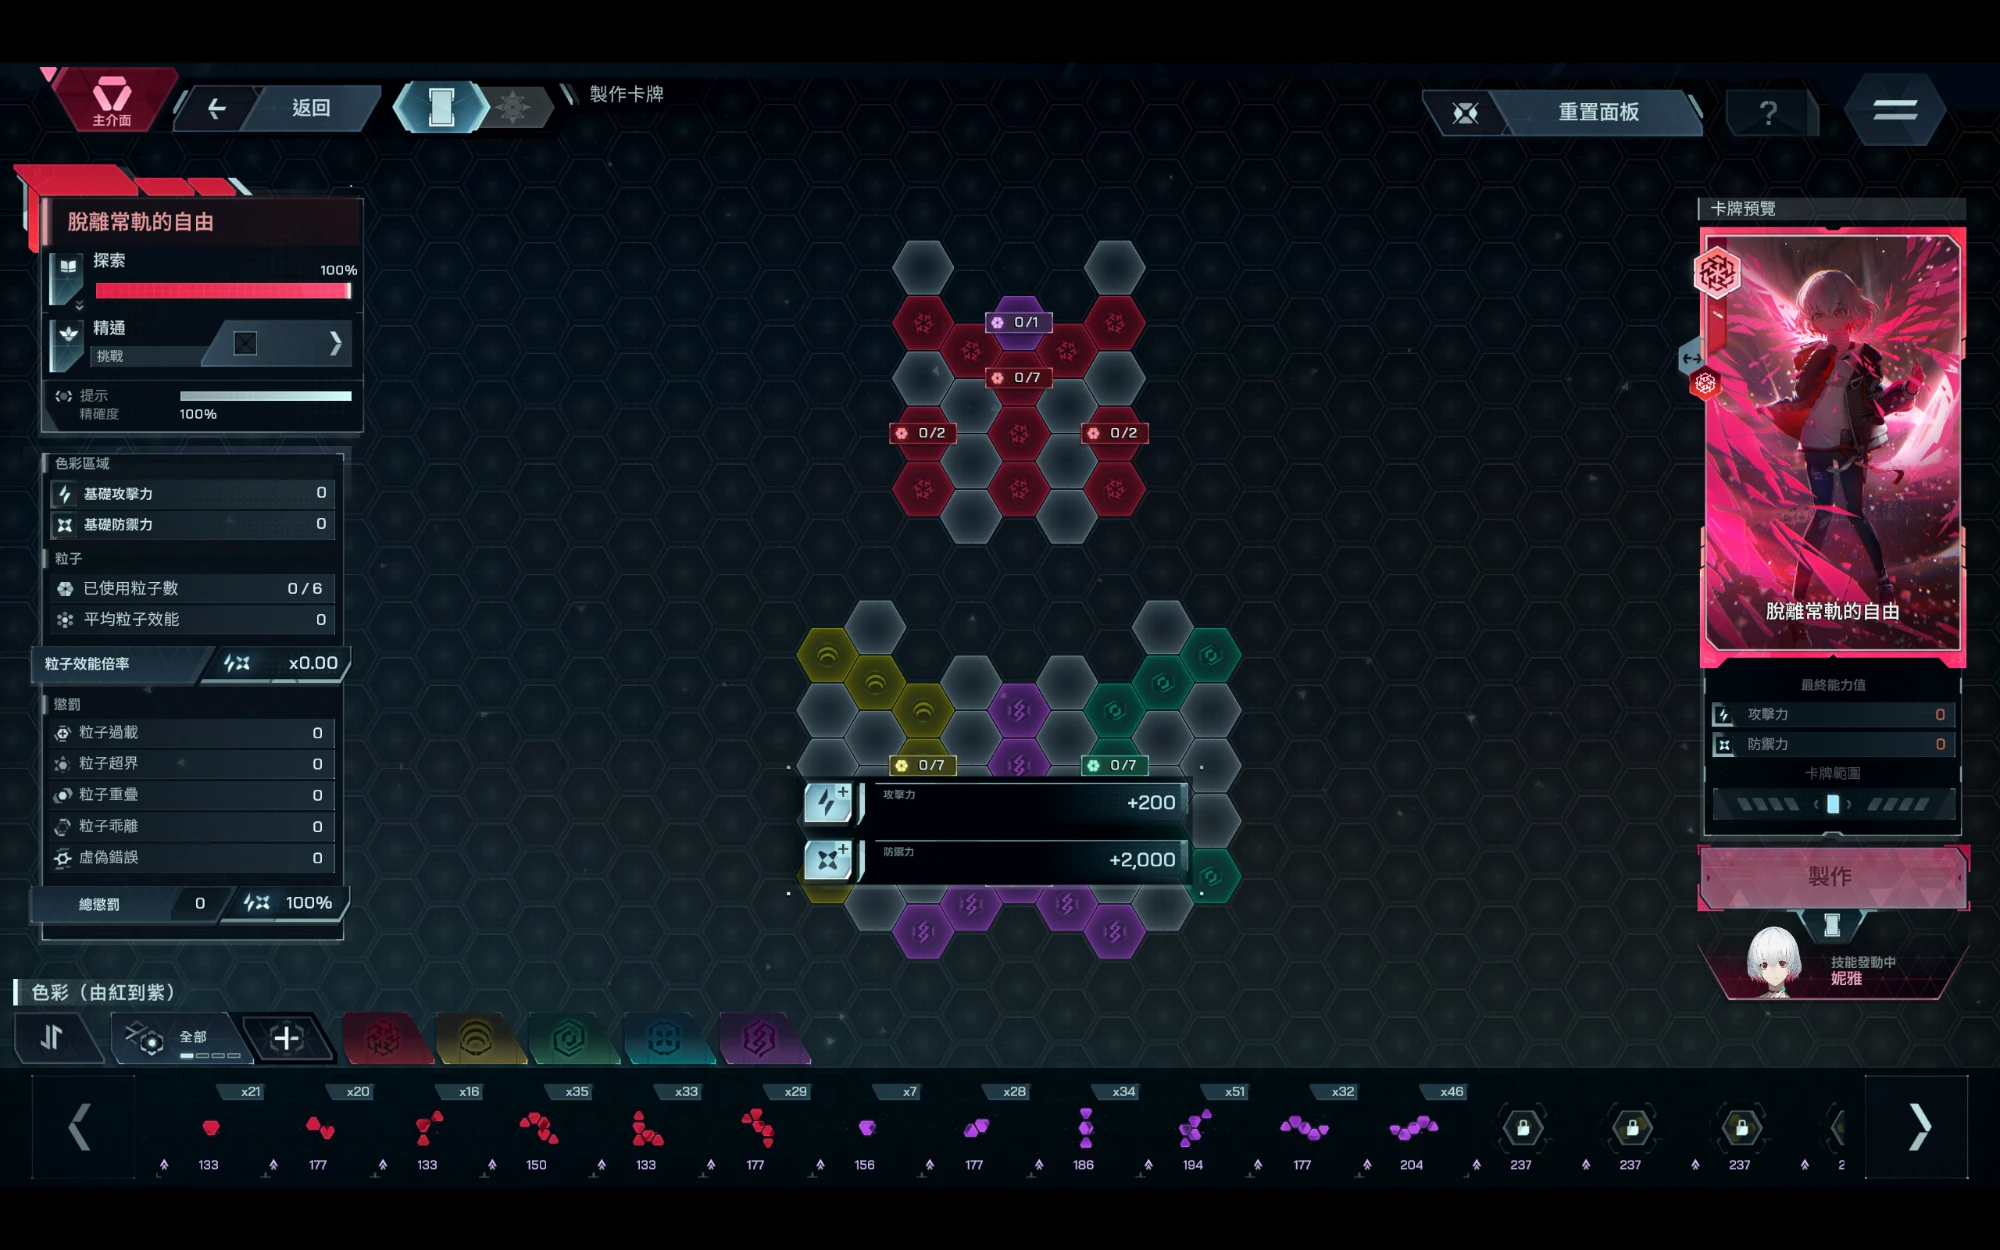 主介面
返回
製作卡牌
重置面板
?
脫離常軌的自由
探索
100%
精通
挑戰
提示
精確度
100%
色彩區域
基礎攻擊力 0
基礎防禦力 0
粒子
已使用粒子數 0/6
平均粒子效能 0
粒子效能倍率 x0.00
懲罰
粒子過載 0
粒子超界 0
粒子重疊 0
粒子乖離 0
虛偽錯誤 0
總懲罰 0 100%
0/1
0/7
0/2 0/2
0/7 0/7
攻擊力 +200
防禦力 +2,000
卡牌預覽
脫離常軌的自由
最終能力值
攻擊力 0
防禦力 0
卡牌範圍
製作
技能發動中
妮雅
色彩（由紅到紫）
全部
x21 x20 x16 x35 x33 x29 x7 x28 x34 x51 x32 x46
133 177 133 150 133 177 156 177 186 194 177 204 237 237 237 2